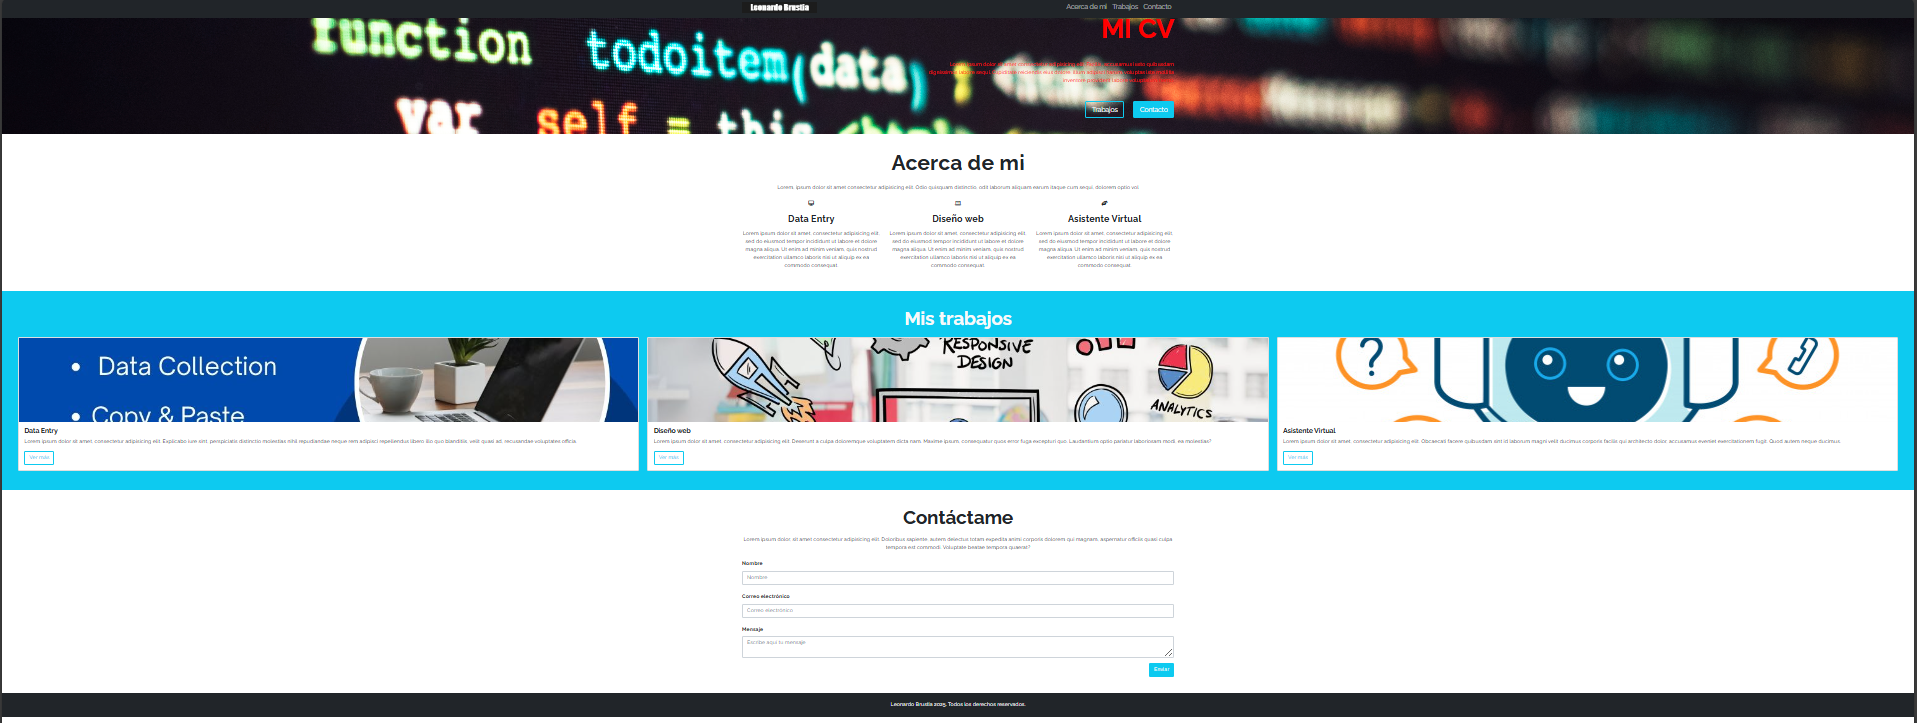 Leonardo Brustia
Acerca de mi Trabajos Contacto
function todoitem(data)
var self = this
MI CV
Trabajos Contacto
Acerca de mi
Lorem, ipsum dolor sit amet consectetur adipisicing elit. Odio quisquam distinctio, odit laborum aliquam earum itaque cum sequi, dolorem optio vol
Data Entry
Lorem ipsum dolor sit amet, consectetur adipisicing elit,
sed do eiusmod tempor incididunt ut labore et dolore
magna aliqua. Ut enim ad minim veniam, quis nostrud
exercitation ullamco laboris nisi ut aliquip ex ea
commodo consequat.
Diseño web
Lorem ipsum dolor sit amet, consectetur adipisicing elit,
sed do eiusmod tempor incididunt ut labore et dolore
magna aliqua. Ut enim ad minim veniam, quis nostrud
exercitation ullamco laboris nisi ut aliquip ex ea
commodo consequat.
Asistente Virtual
Lorem ipsum dolor sit amet, consectetur adipisicing elit,
sed do eiusmod tempor incididunt ut labore et dolore
magna aliqua. Ut enim ad minim veniam, quis nostrud
exercitation ullamco laboris nisi ut aliquip ex ea
commodo consequat.
Mis trabajos
• Data Collection
• Copy & Paste
Data Entry
Lorem ipsum dolor sit amet, consectetur adipisicing elit. Explicabo iure sint, perspiciatis distinctio molestias nihil repudiandae neque rem adipisci repellendus libero illo quo blanditiis, velit quasi ad, recusandae voluptates officia.
Ver más
RESPONSIVE
DESIGN
ANALYTICS
Diseño web
Lorem ipsum dolor sit amet, consectetur adipisicing elit. Deserunt a culpa doloremque voluptatem dicta nam. Maxime ipsum, consequatur quos error fuga excepturi quo. Laudantium optio pariatur laboriosam modi, ea molestias?
Ver más
?
Asistente Virtual
Lorem ipsum dolor sit amet, consectetur adipisicing elit. Obcaecati facere quibusdam sint id laborum magni velit ducimus corporis facilis qui architecto dolor, accusamus eveniet exercitationem fugit. Quod autem neque ducimus.
Ver más
Contáctame
Lorem ipsum dolor, sit amet consectetur adipisicing elit. Doloribus sapiente, autem delectus totam expedita animi corporis dolorem qui magnam, aspernatur officiis quasi culpa
tempora est commodi. Voluptate beatae tempora quaerat?
Nombre
Nombre
Correo electrónico
Correo electrónico
Mensaje
Escribe aquí tu mensaje
Enviar
Leonardo Brustia 2025. Todos los derechos reservados.